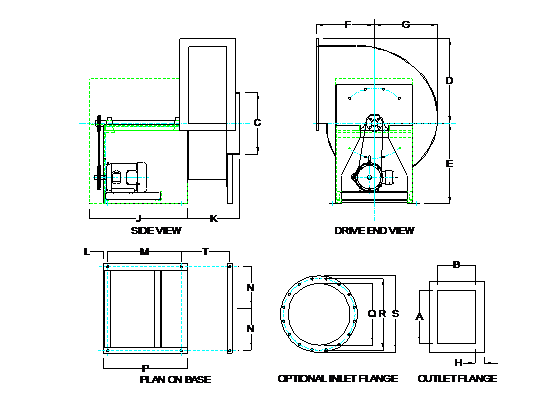 F G
C D
E
J K
SIDE VIEW DRIVE END VIEW
L M T
B
N
A
Q R S
N
H
P
PLAN ON BASE OPTIONAL INLET FLANGE OUTLET FLANGE